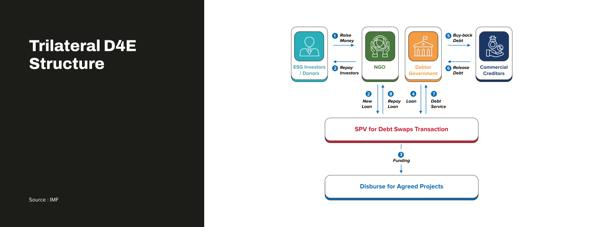 Trilateral D4E
Structure
Source : IMF
1 Raise
Money
5 Buy-back
Debt
Repay
Investors
6 Release
Debt
ESG Investors
/ Donors
NGO
Debtor
Government
Commercial
Creditors
2
New
Loan
8
Repay
Loan
4
Loan
7
Debt
Service
SPV for Debt Swaps Transaction
3
Funding
Disburse for Agreed Projects